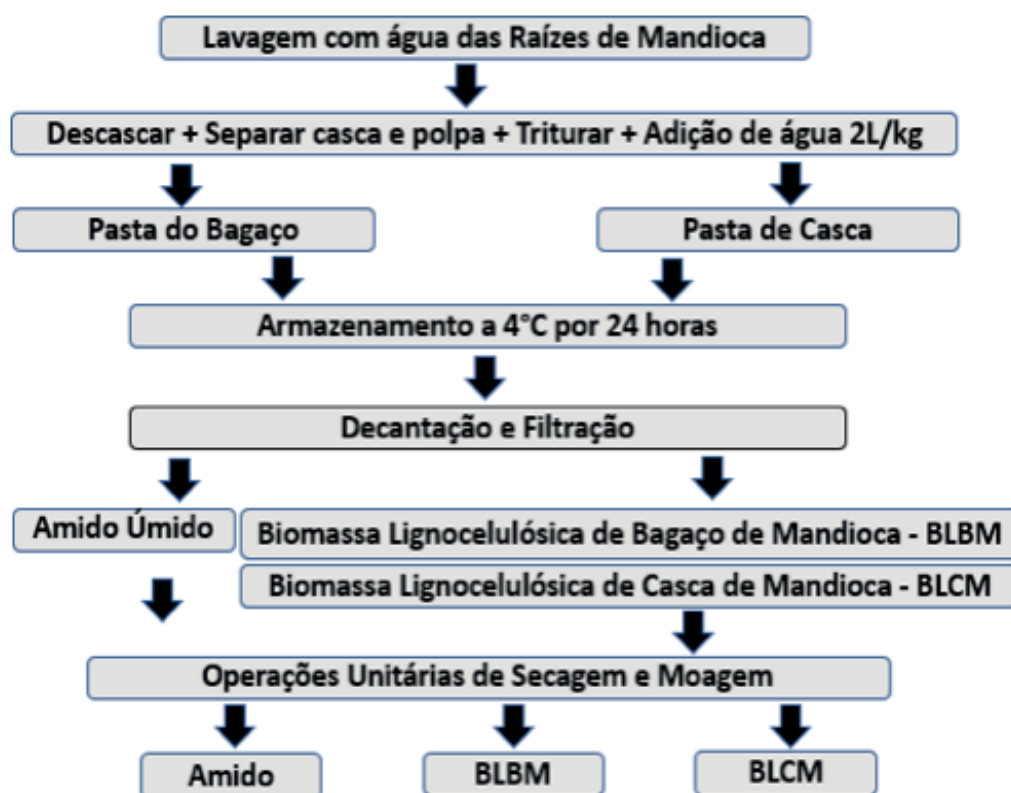 Lavagem com água das Raízes de Mandioca
Descascar + Separar casca e polpa + Triturar + Adição de água 2L/kg
Pasta do Bagaço
Pasta de Casca
Armazenamento a 4°C por 24 horas
Decantação e Filtração
Amido Úmido
Biomassa Lignocelulósica de Bagaço de Mandioca - BLBM
Biomassa Lignocelulósica de Casca de Mandioca - BLCM
Operações Unitárias de Secagem e Moagem
Amido
BLBM
BLCM